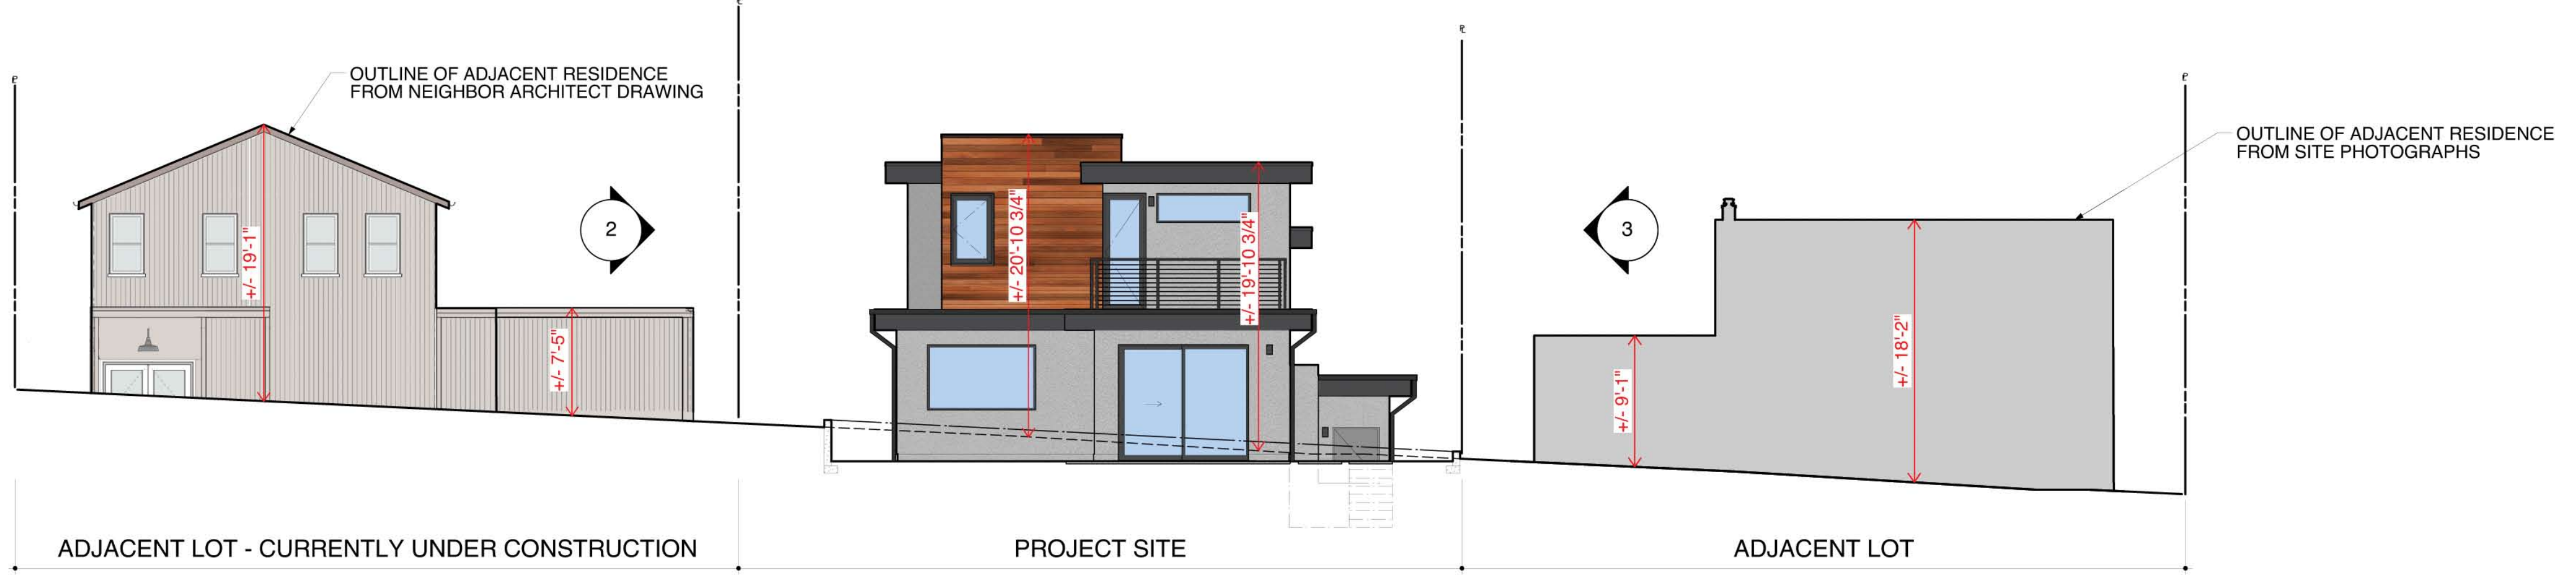 OUTLINE OF ADJACENT RESIDENCE
FROM NEIGHBOR ARCHITECT DRAWING
OUTLINE OF ADJACENT RESIDENCE
FROM SITE PHOTOGRAPHS
+/- 19'-1"
+/- 7'-5"
2
+/- 20'-10 3/4"
+/- 19'-10 3/4"
3
+/- 9'-1"
+/- 18'-2"
ADJACENT LOT - CURRENTLY UNDER CONSTRUCTION
PROJECT SITE
ADJACENT LOT